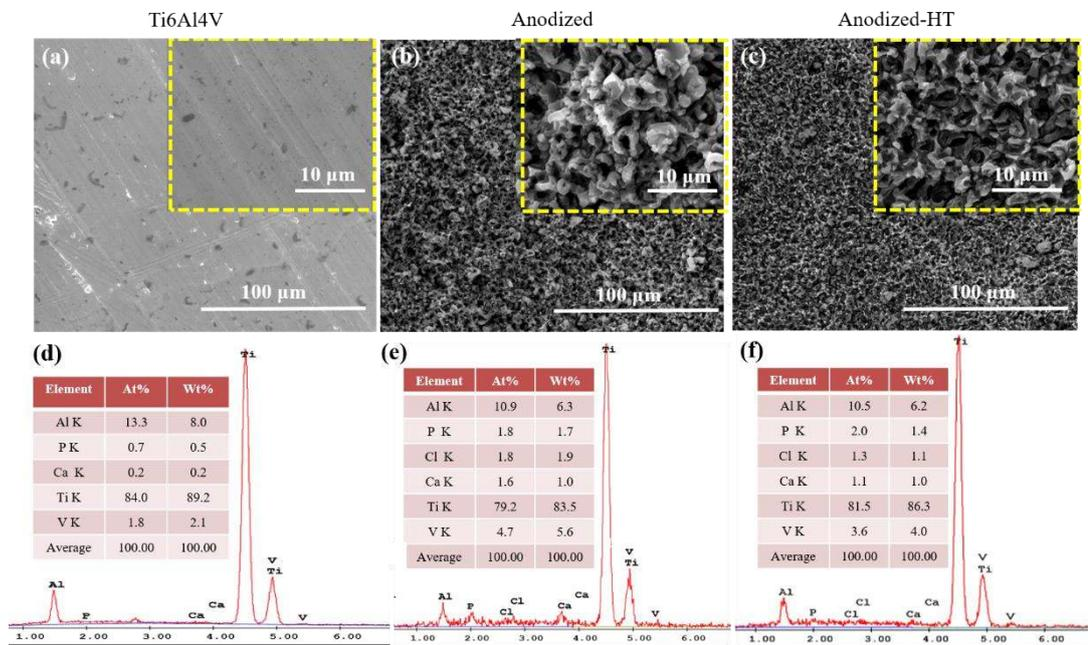 Ti6Al4V
Anodized
Anodized-HT
(a)
10 µm
100 µm
(b)
10 µm
100 µm
(c)
10 µm
100 µm
(d)
Element At% Wt%
Al K 13.3 8.0
P K 0.7 0.5
Ca K 0.2 0.2
Ti K 84.0 89.2
V K 1.8 2.1
Average 100.00 100.00
Ti
V
Ti
Al
P
Ca
Ca
V
1.00 2.00 3.00 4.00 5.00 6.00
(e)
Element At% Wt%
Al K 10.9 6.3
P K 1.8 1.7
Cl K 1.8 1.9
Ca K 1.6 1.0
Ti K 79.2 83.5
V K 4.7 5.6
Average 100.00 100.00
Ti
V
Ti
Al
P
Cl
Cl
Ca
Ca
V
1.00 2.00 3.00 4.00 5.00 6.00
(f)
Element At% Wt%
Al K 10.5 6.2
P K 2.0 1.4
Cl K 1.3 1.1
Ca K 1.1 1.0
Ti K 81.5 86.3
V K 3.6 4.0
Average 100.00 100.00
Ti
V
Ti
Al
P
Cl
Cl
Ca
Ca
V
1.00 2.00 3.00 4.00 5.00 6.00